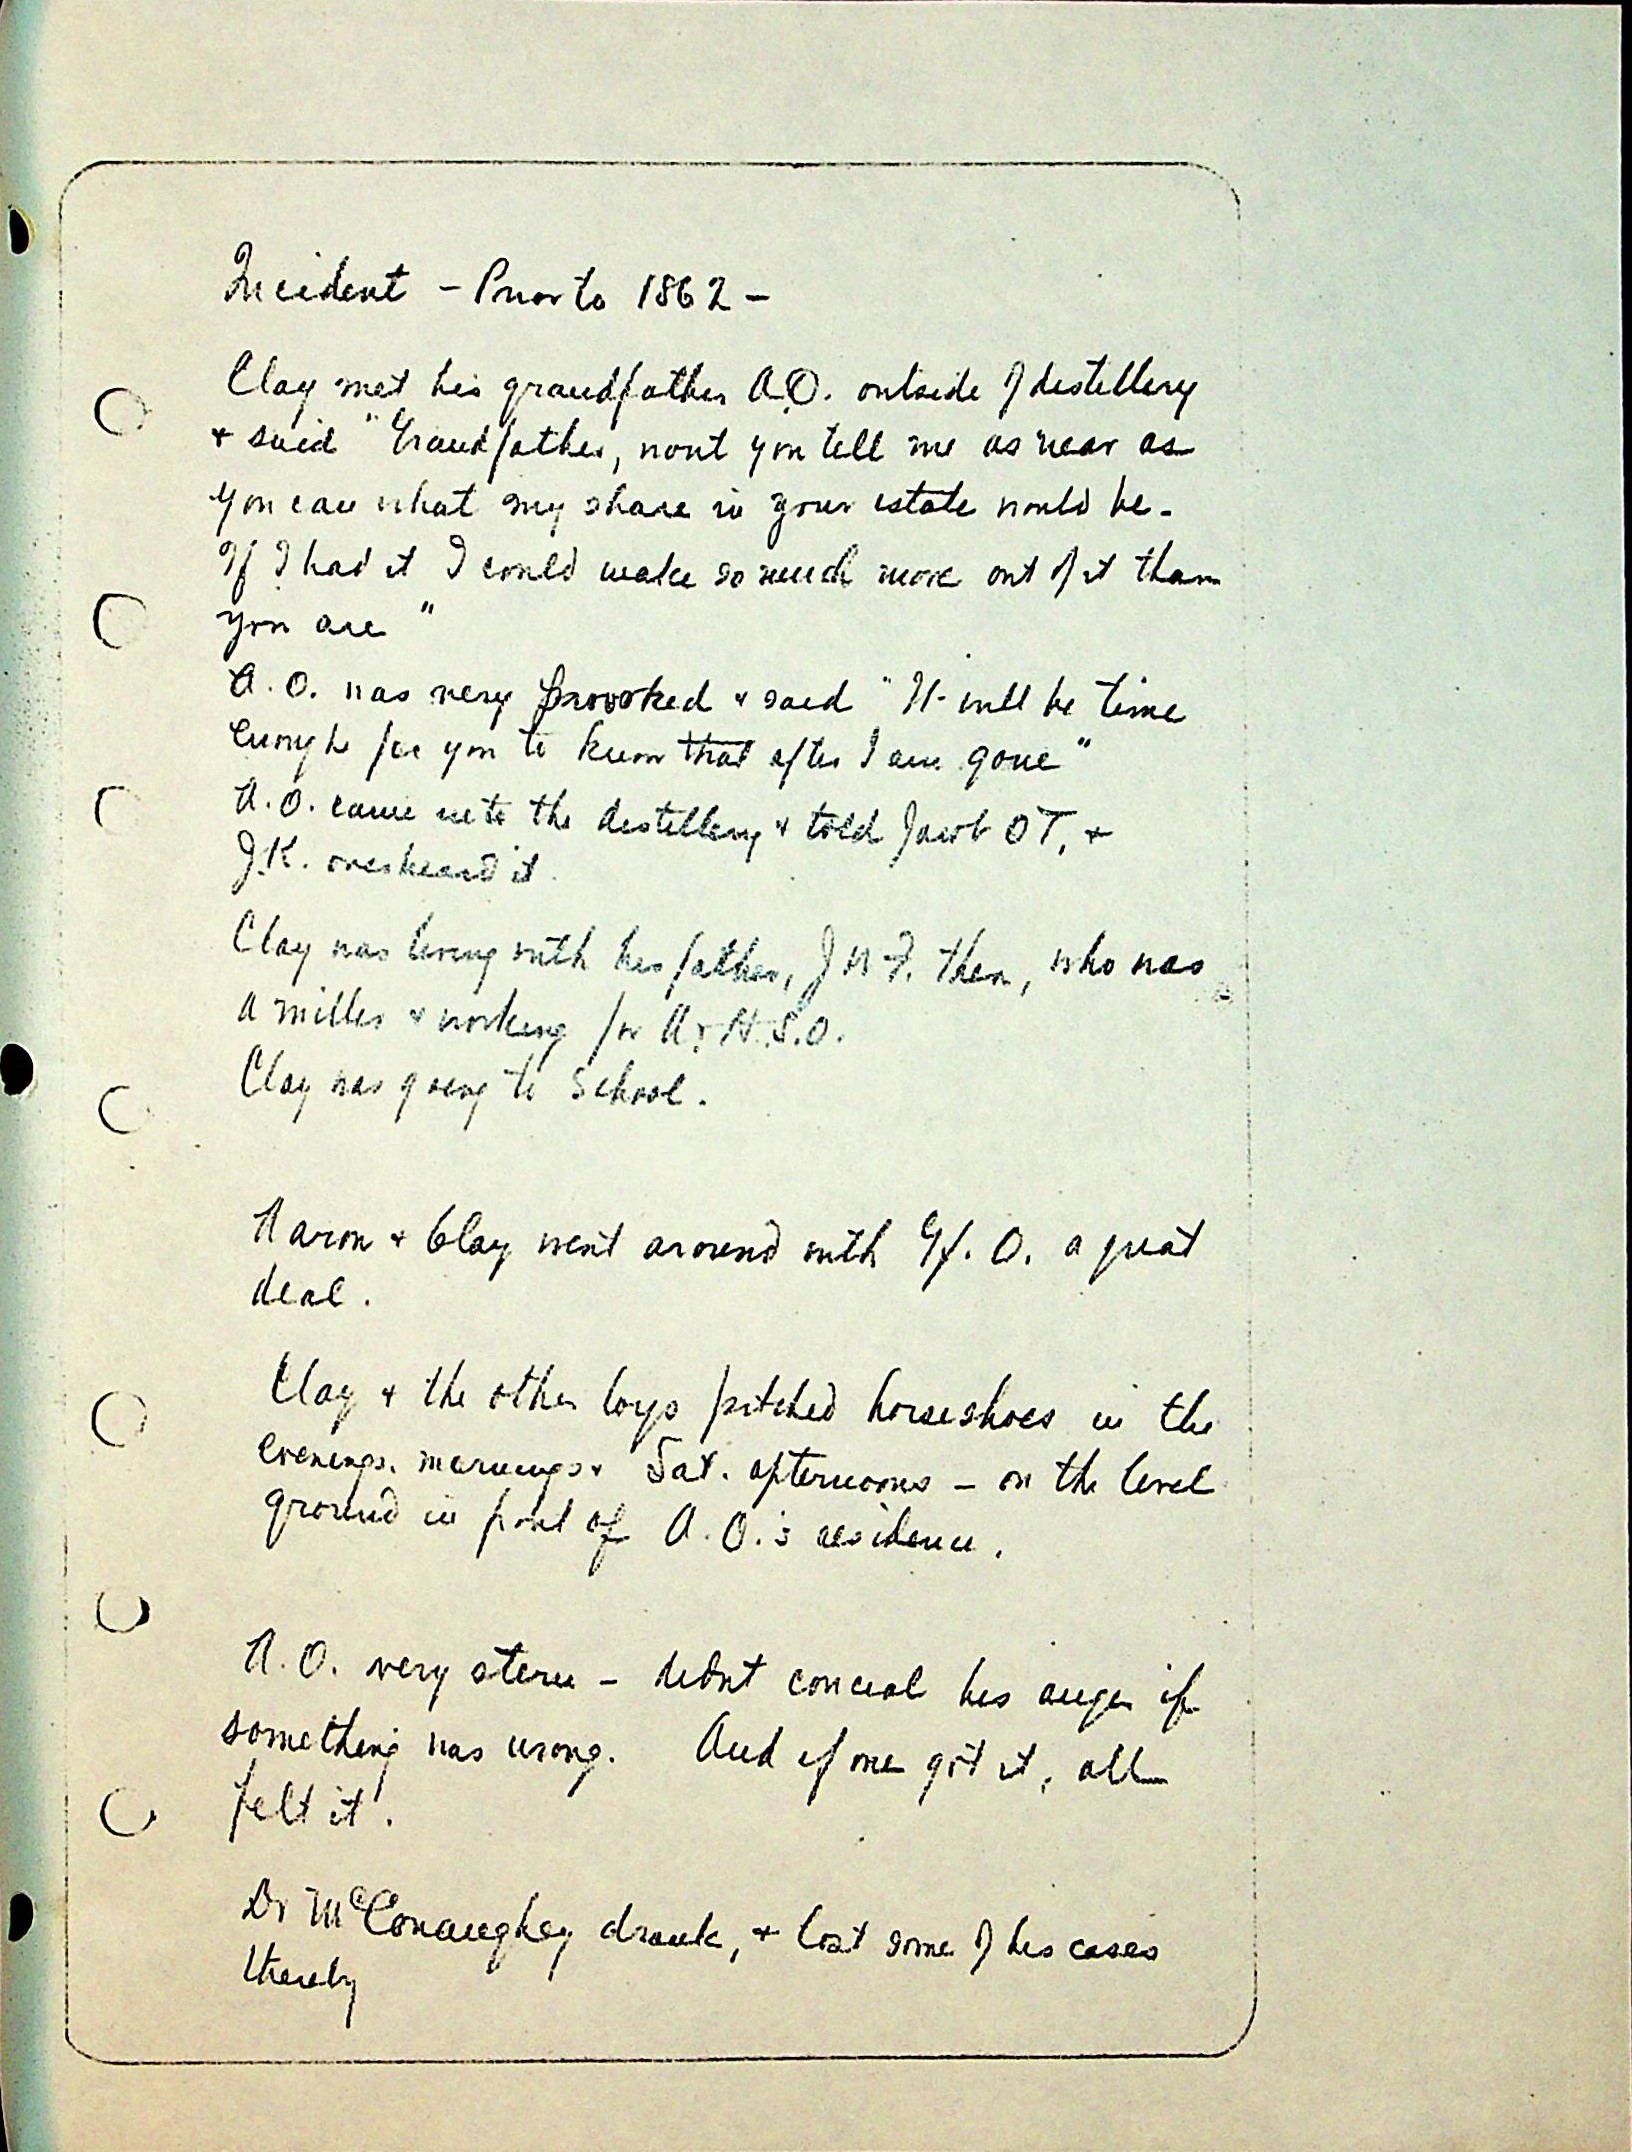 Incident - Prior to 1862 -
Clay met his grandfather A.O. outside of distillery
+ said "Grandfather, wont you tell me as near as
you can what my share in your estate would be.
If I had it I could make so much more out of it than
you are"
A.O. was very provoked + said "It will be time
enough for you to know that after I am gone"
A.O. came into the distillery + told Jacob O T, +
J.K. overheard it.
Clay was living with his father, J W F. then, who was
a miller + working for A. + H.S.O.
Clay was going to School.
Aaron + Clay went around with Gf. O. a great
deal.
Clay + the other boys pitched horseshoes in the
evenings, mornings + Sat. afternoons - on the level
ground in front of A.O.'s residence.
A.O. very stern - didnt conceal his anger if
something was wrong. And if one got it, all
felt it.
Dr McConaughey drank, + lost some of his cases
thereby